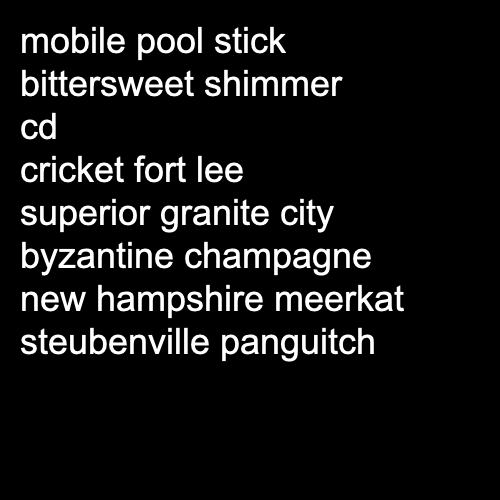 mobile pool stick
bittersweet shimmer
cd
cricket fort lee
superior granite city
byzantine champagne
new hampshire meerkat
steubenville panguitch